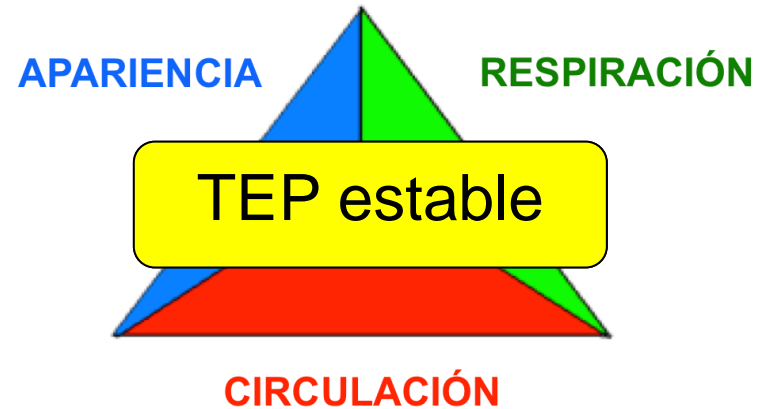 APARIENCIA
RESPIRACIÓN
TEP estable
CIRCULACIÓN